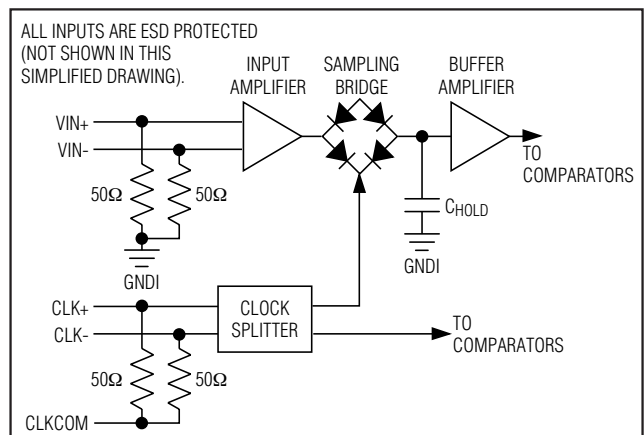 ALL INPUTS ARE ESD PROTECTED
(NOT SHOWN IN THIS
SIMPLIFIED DRAWING).
INPUT
AMPLIFIER
SAMPLING
BRIDGE
BUFFER
AMPLIFIER
VIN+
VIN-
TO
COMPARATORS
50Ω
50Ω
CHOLD
GNDI
GNDI
CLK+
CLK-
CLOCK
SPLITTER
TO
COMPARATORS
50Ω
50Ω
CLKCOM